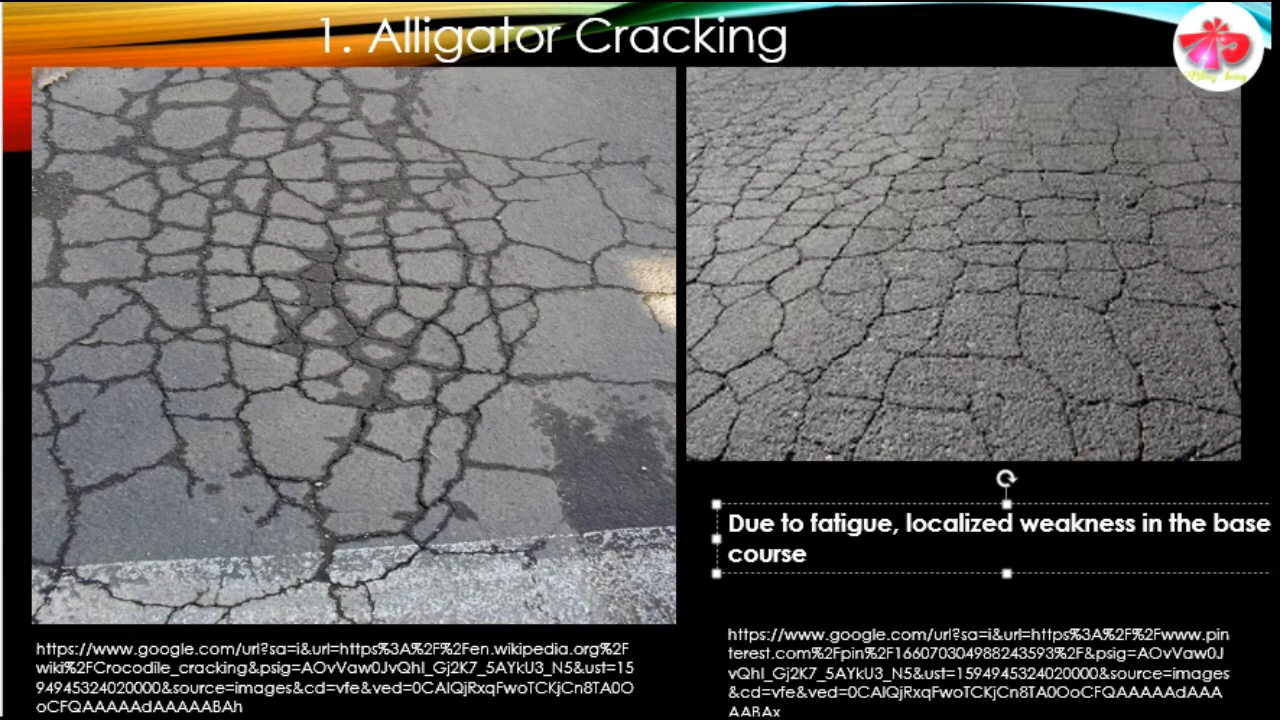 1. Alligator Cracking
Due to fatigue, localized weakness in the base
course
https://www.google.com/url?sa=i&url=https%3A%2F%2Fen.wikipedia.org%2F
wiki%2FCrocodile_cracking&psig=AOvVaw0JvQhI_Gj2K7_5AYkU3_N5&ust=15
94945324020000&source=images&cd=vfe&ved=0CAIQjRxqFwoTCKjCn8TA0O
oCFQAAAAAdAAAAABAh
https://www.google.com/url?sa=i&url=https%3A%2F%2Fwww.pin
terest.com%2Fpin%2F166070304988243593%2F&psig=AOvVaw0J
vQhI_Gj2K7_5AYkU3_N5&ust=1594945324020000&source=images
&cd=vfe&ved=0CAIQjRxqFwoTCKjCn8TA0OoCFQAAAAAdAAA
AABAx